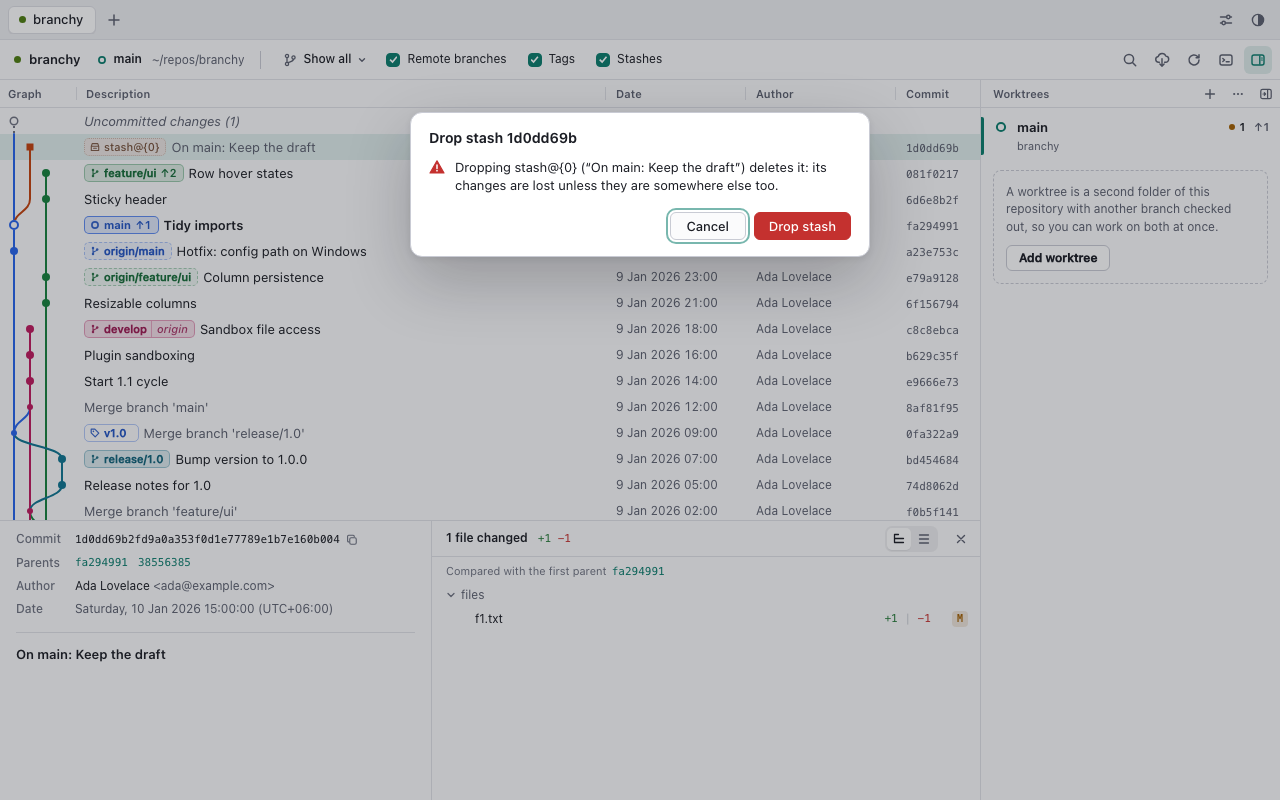 branchy
branchy main ~/repos/branchy Show all Remote branches Tags Stashes
Graph Description Date Author Commit Worktrees
Uncommitted changes (1)
stash@{0} On main: Keep the draft 1d0dd69b
feature/ui ↑2 Row hover states 081f0217
Sticky header 6d6e8b2f
main ↑1 Tidy imports fa294991
origin/main Hotfix: config path on Windows a23e753c
origin/feature/ui Column persistence 9 Jan 2026 23:00 Ada Lovelace e79a9128
Resizable columns 9 Jan 2026 21:00 Ada Lovelace 6f156794
develop origin Sandbox file access 9 Jan 2026 18:00 Ada Lovelace c8c8ebca
Plugin sandboxing 9 Jan 2026 16:00 Ada Lovelace b629c35f
Start 1.1 cycle 9 Jan 2026 14:00 Ada Lovelace e9666e73
Merge branch 'main' 9 Jan 2026 12:00 Ada Lovelace 8af81f95
v1.0 Merge branch 'release/1.0' 9 Jan 2026 09:00 Ada Lovelace 0fa322a9
release/1.0 Bump version to 1.0.0 9 Jan 2026 07:00 Ada Lovelace bd454684
Release notes for 1.0 9 Jan 2026 05:00 Ada Lovelace 74d8062d
Merge branch 'feature/ui' 9 Jan 2026 02:00 Ada Lovelace f0b5f141
Drop stash 1d0dd69b
Dropping stash@{0} (“On main: Keep the draft”) deletes it: its
changes are lost unless they are somewhere else too.
Cancel Drop stash
main 1 ↑1
branchy
A worktree is a second folder of this
repository with another branch checked
out, so you can work on both at once.
Add worktree
Commit 1d0dd69b2fd9a0a353f0d1e77789e1b7e160b004
Parents fa294991 38556385
Author Ada Lovelace <ada@example.com>
Date Saturday, 10 Jan 2026 15:00:00 (UTC+06:00)
On main: Keep the draft
1 file changed +1 −1
Compared with the first parent fa294991
files
f1.txt +1 −1 M